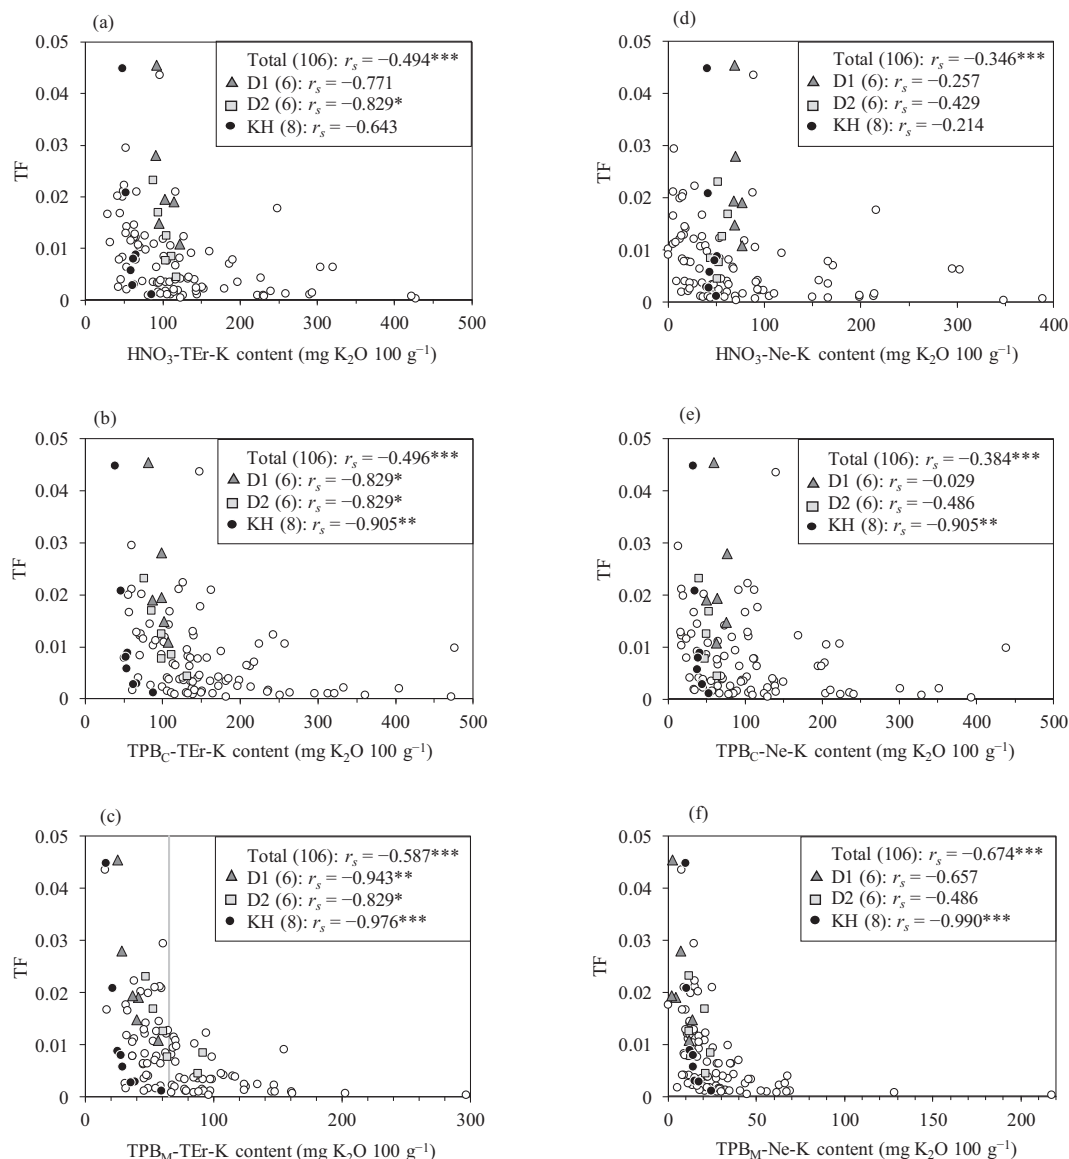 (a)
0.05
0.04
0.03
0.02
0.01
0
TF
Total (106): rₛ = −0.494***
D1 (6): rₛ = −0.771
D2 (6): rₛ = −0.829*
KH (8): rₛ = −0.643
0 100 200 300 400 500
HNO₃-TEr-K content (mg K₂O 100 g⁻¹)
(d)
0.05
0.04
0.03
0.02
0.01
0
TF
Total (106): rₛ = −0.346***
D1 (6): rₛ = −0.257
D2 (6): rₛ = −0.429
KH (8): rₛ = −0.214
0 100 200 300 400
HNO₃-Ne-K content (mg K₂O 100 g⁻¹)
(b)
0.05
0.04
0.03
0.02
0.01
0
TF
Total (106): rₛ = −0.496***
D1 (6): rₛ = −0.829*
D2 (6): rₛ = −0.829*
KH (8): rₛ = −0.905**
0 100 200 300 400 500
TPB_C-TEr-K content (mg K₂O 100 g⁻¹)
(e)
0.05
0.04
0.03
0.02
0.01
0
TF
Total (106): rₛ = −0.384***
D1 (6): rₛ = −0.029
D2 (6): rₛ = −0.486
KH (8): rₛ = −0.905**
0 100 200 300 400 500
TPB_C-Ne-K content (mg K₂O 100 g⁻¹)
(c)
0.05
0.04
0.03
0.02
0.01
0
TF
Total (106): rₛ = −0.587***
D1 (6): rₛ = −0.943**
D2 (6): rₛ = −0.829*
KH (8): rₛ = −0.976***
0 100 200 300
TPB_M-TEr-K content (mg K₂O 100 g⁻¹)
(f)
0.05
0.04
0.03
0.02
0.01
0
TF
Total (106): rₛ = −0.674***
D1 (6): rₛ = −0.657
D2 (6): rₛ = −0.486
KH (8): rₛ = −0.990***
0 50 100 150 200
TPB_M-Ne-K content (mg K₂O 100 g⁻¹)